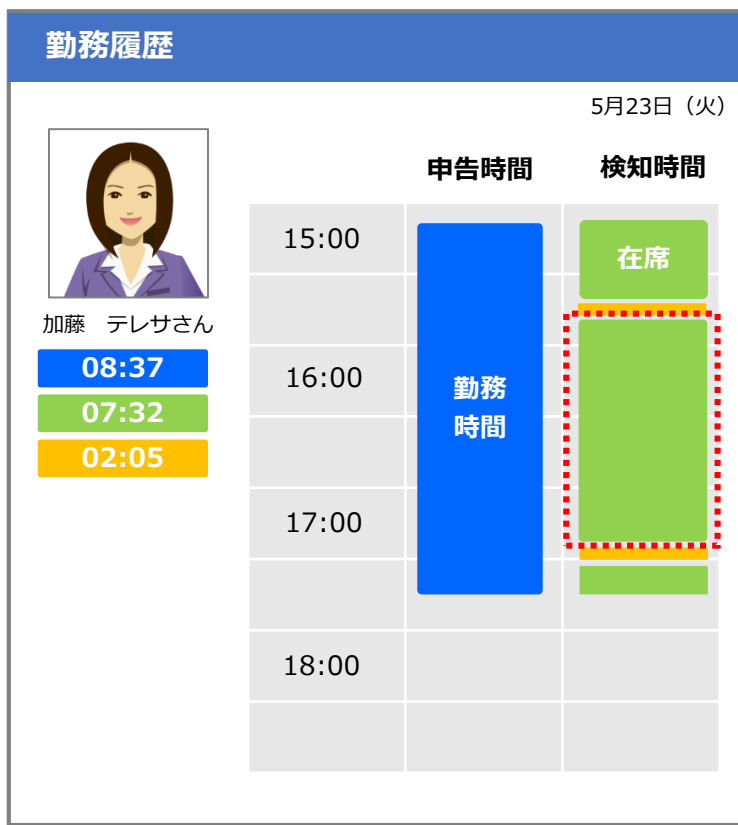 勤務履歴
5月23日（火）
申告時間
検知時間
15:00
在席
加藤　テレサさん
08:37
16:00
勤務
時間
07:32
02:05
17:00
18:00